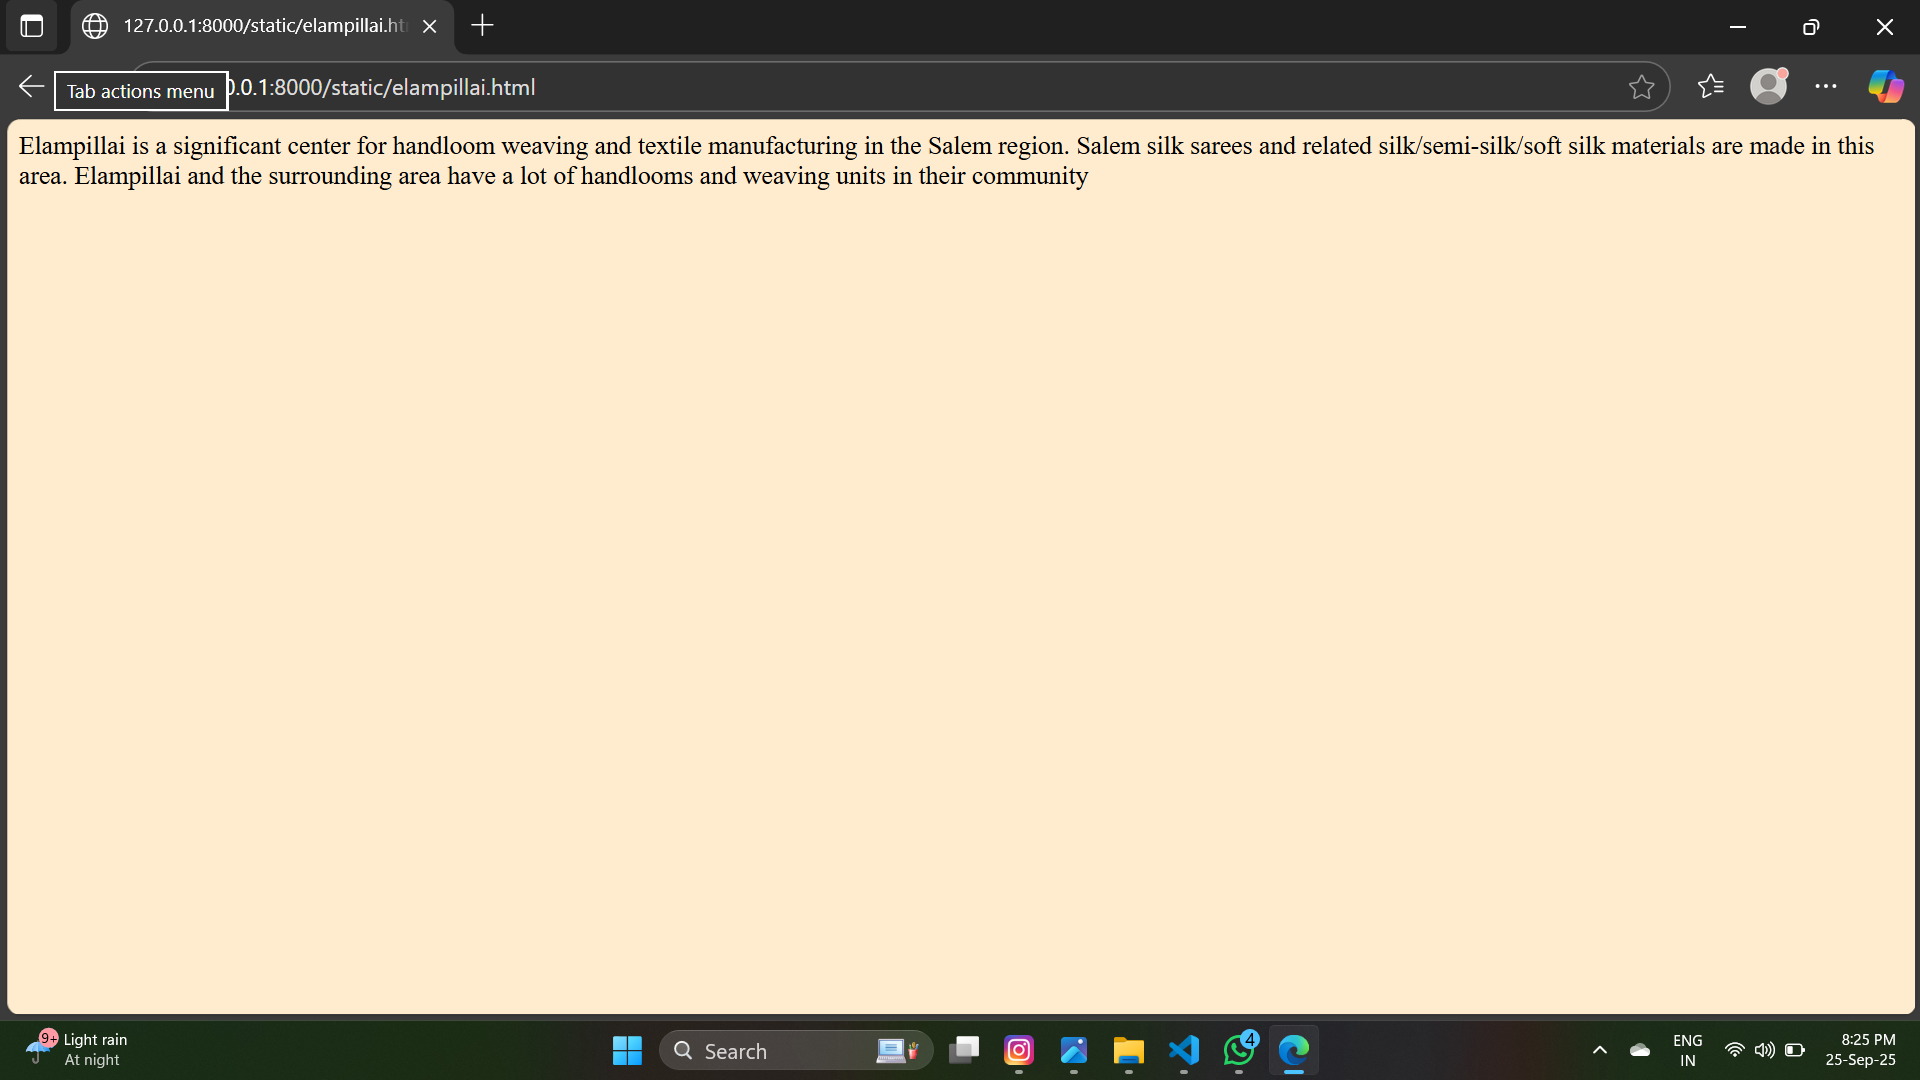 127.0.0.1:8000/static/elampillai.ht
Tab actions menu
0.0.1:8000/static/elampillai.html
Elampillai is a significant center for handloom weaving and textile manufacturing in the Salem region. Salem silk sarees and related silk/semi-silk/soft silk materials are made in this
area. Elampillai and the surrounding area have a lot of handlooms and weaving units in their community
9+
Light rain
At night
Search
4
ENG
IN
8:25 PM
25-Sep-25